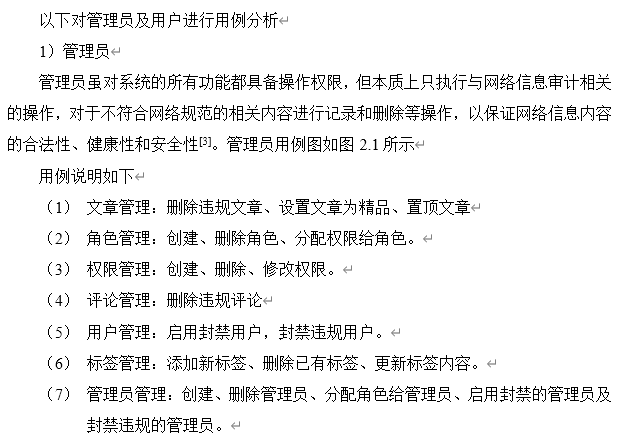 以下对管理员及用户进行用例分析
1）管理员
管理员虽对系统的所有功能都具备操作权限，但本质上只执行与网络信息审计相关
的操作，对于不符合网络规范的相关内容进行记录和删除等操作，以保证网络信息内容
的合法性、健康性和安全性[3]。管理员用例图如图 2.1 所示
用例说明如下
（1） 文章管理：删除违规文章、设置文章为精品、置顶文章
（2） 角色管理：创建、删除角色、分配权限给角色。
（3） 权限管理：创建、删除、修改权限。
（4） 评论管理：删除违规评论
（5） 用户管理：启用封禁用户，封禁违规用户。
（6） 标签管理：添加新标签、删除已有标签、更新标签内容。
（7） 管理员管理：创建、删除管理员、分配角色给管理员、启用封禁的管理员及
封禁违规的管理员。